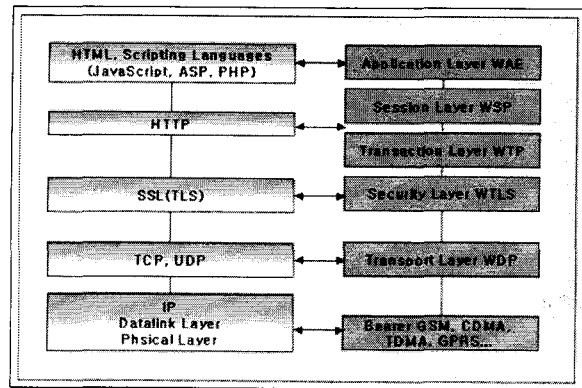 HTML, Scripting Languages
(JavaScript, ASP, PHP)
Application Layer WAE
HTTP
Session Layer WSP
Transaction Layer WTP
SSL(TLS)
Security Layer WTLS
TCP, UDP
Transport Layer WDP
IP
Datalink Layer
Phsical Layer
Bearer GSM, CDMA,
TDMA, GPRS...